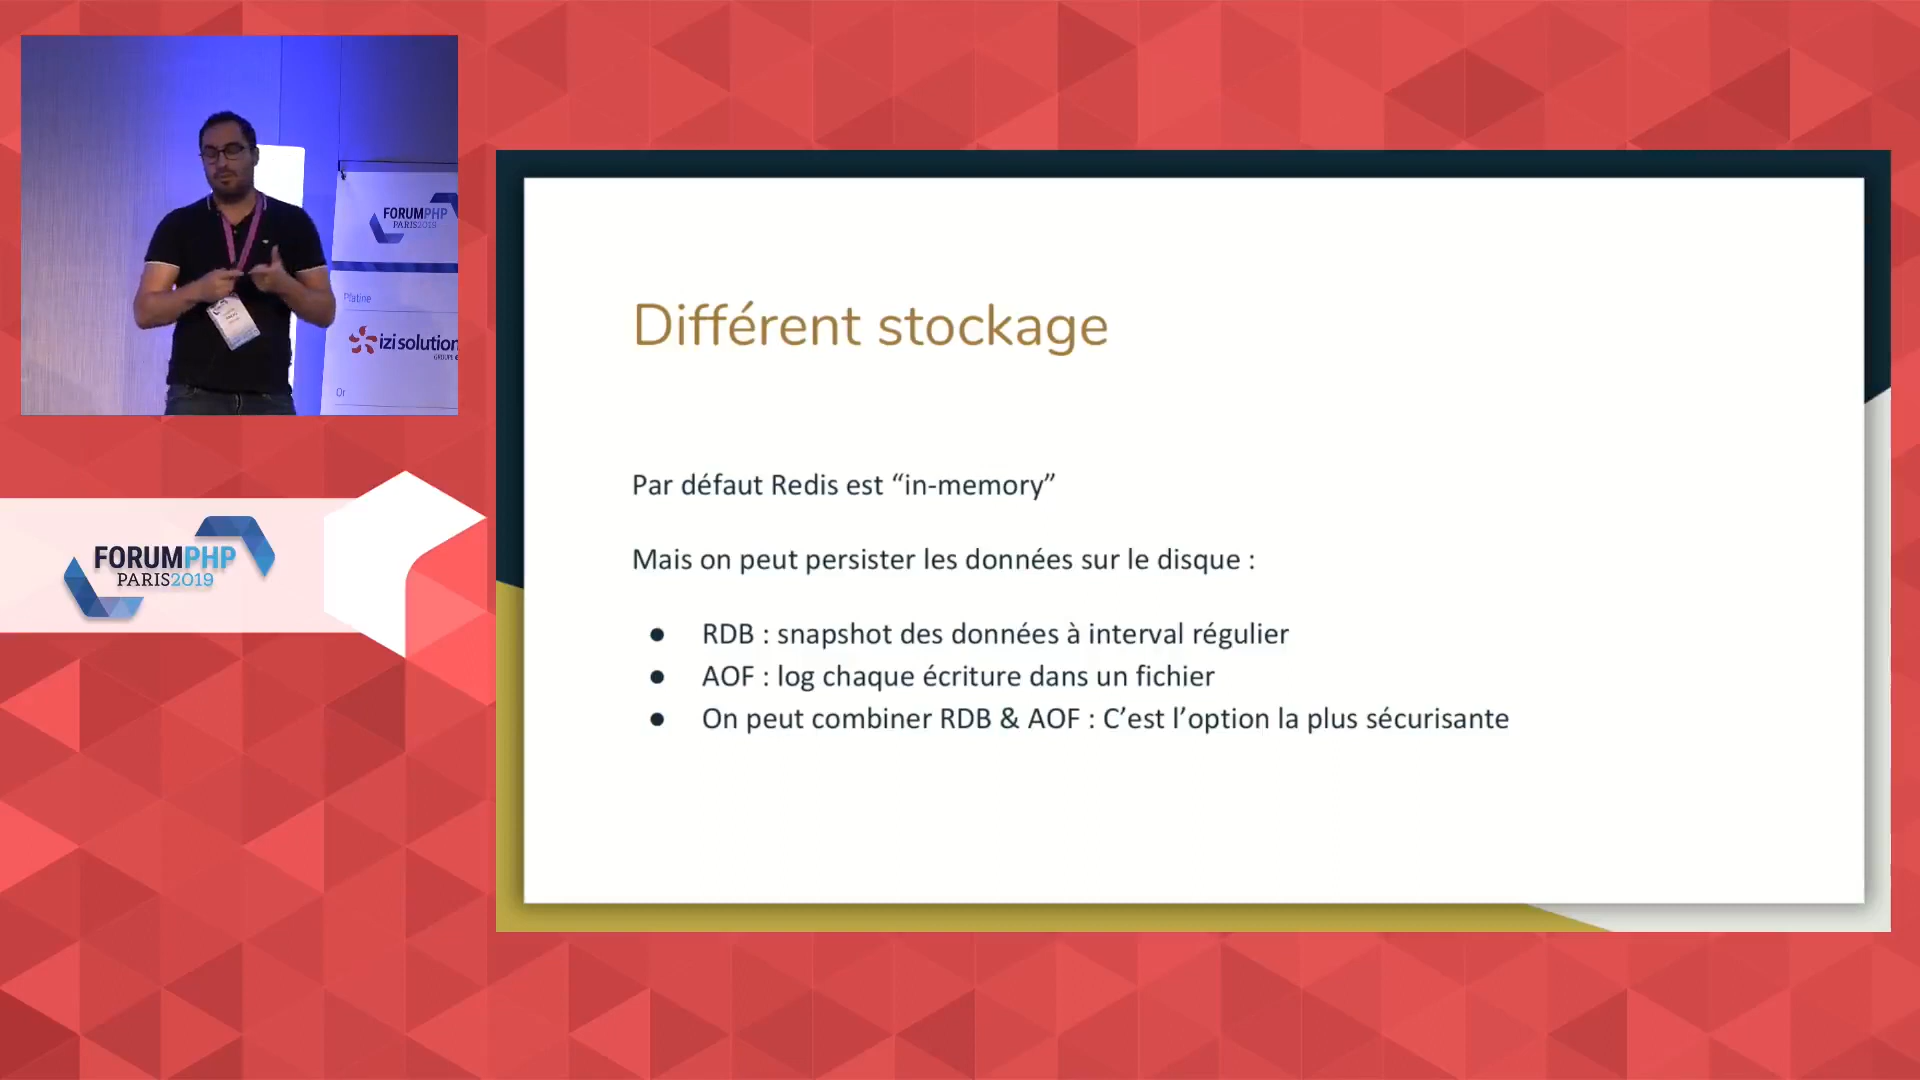 FORUMPHP
PARIS2019
Platine
izi solution
GROUPE
Or
FORUMPHP
PARIS2019
Différent stockage
Par défaut Redis est “in-memory”
Mais on peut persister les données sur le disque :
● RDB : snapshot des données à interval régulier
● AOF : log chaque écriture dans un fichier
● On peut combiner RDB & AOF : C’est l’option la plus sécurisante